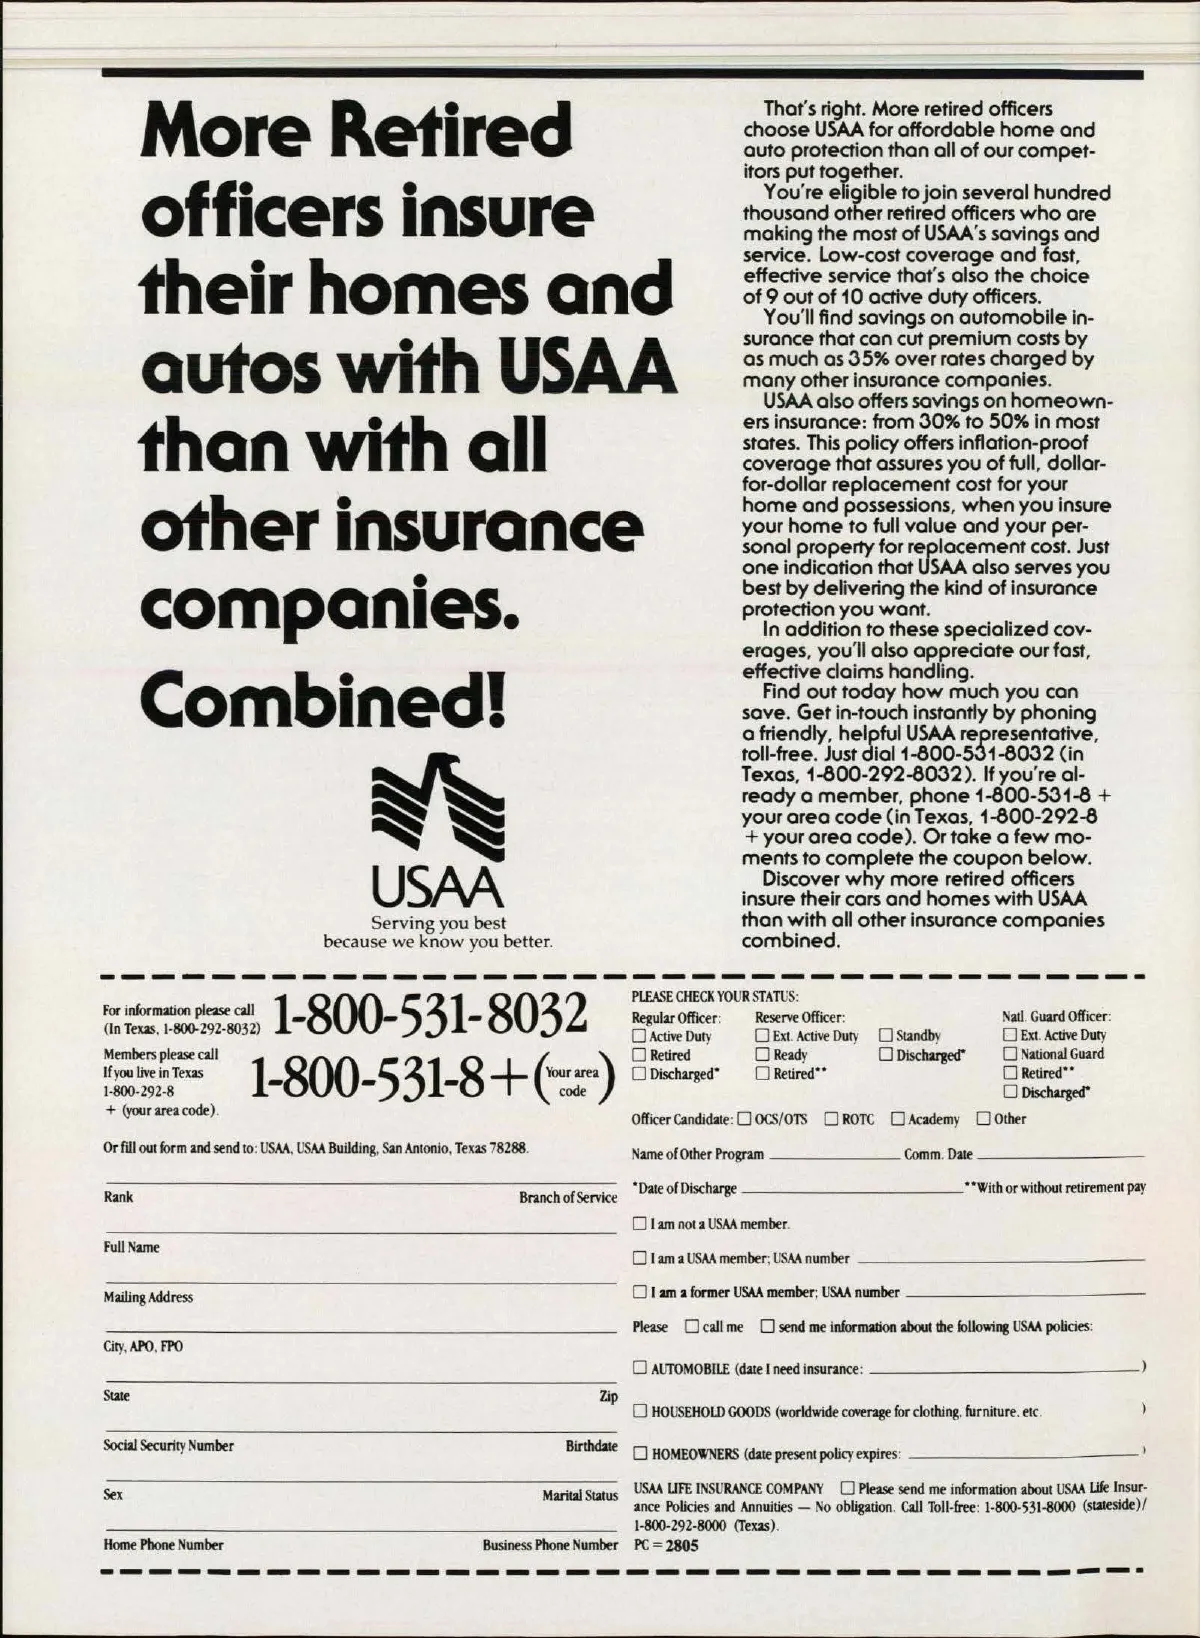 More Retired
officers insure
their homes and
autos with USAA
than with all
other insurance
companies.
Combined!
USAA
Serving you best
because we know you better.
That's right. More retired officers
choose USAA for affordable home and
auto protection than all of our compet-
itors put together.
You're eligible to join several hundred
thousand other retired officers who are
making the most of USAA's savings and
service. Low-cost coverage and fast,
effective service that's also the choice
of 9 out of 10 active duty officers.
You'll find savings on automobile in-
surance that can cut premium costs by
as much as 35% over rates charged by
many other insurance companies.
USAA also offers savings on homeown-
ers insurance: from 30% to 50% in most
states. This policy offers inflation-proof
coverage that assures you of full, dollar-
for-dollar replacement cost for your
home and possessions, when you insure
your home to full value and your per-
sonal property for replacement cost. Just
one indication that USAA also serves you
best by delivering the kind of insurance
protection you want.
In addition to these specialized cov-
erages, you'll also appreciate our fast,
effective claims handling.
Find out today how much you can
save. Get in-touch instantly by phoning
a friendly, helpful USAA representative,
toll-free. Just dial 1-800-531-8032 (in
Texas, 1-800-292-8032). If you're al-
ready a member, phone 1-800-531-8 +
your area code (in Texas, 1-800-292-8
+ your area code). Or take a few mo-
ments to complete the coupon below.
Discover why more retired officers
insure their cars and homes with USAA
than with all other insurance companies
combined.
For information please call 1-800-531-8032
(In Texas, 1-800-292-8032)
Members please call
If you live in Texas
1-800-292-8
+ (your area code).
1-800-531-8+(Your area code)
Or fill out form and send to: USAA, USAA Building, San Antonio, Texas 78288.
Rank Branch of Service
Full Name
Mailing Address
City, APO, FPO
State Zip
Social Security Number Birthdate
Sex Marital Status
Home Phone Number Business Phone Number
PLEASE CHECK YOUR STATUS:
Regular Officer: Reserve Officer: Natl. Guard Officer:
☐ Active Duty ☐ Ext. Active Duty ☐ Standby ☐ Ext. Active Duty
☐ Retired ☐ Ready ☐ Discharged* ☐ National Guard
☐ Discharged* ☐ Retired** ☐ Retired**
☐ Discharged*
Officer Candidate: ☐ OCS/OTS ☐ ROTC ☐ Academy ☐ Other
Name of Other Program ____ Comm. Date ____
*Date of Discharge ____ **With or without retirement pay
☐ I am not a USAA member.
☐ I am a USAA member; USAA number ____
☐ I am a former USAA member; USAA number ____
Please ☐ call me ☐ send me information about the following USAA policies:
☐ AUTOMOBILE (date I need insurance: ____)
☐ HOUSEHOLD GOODS (worldwide coverage for clothing, furniture, etc. )
☐ HOMEOWNERS (date present policy expires: ____)
USAA LIFE INSURANCE COMPANY ☐ Please send me information about USAA Life Insur-
ance Policies and Annuities — No obligation. Call Toll-free: 1-800-531-8000 (stateside)/
1-800-292-8000 (Texas).
PC = 2805